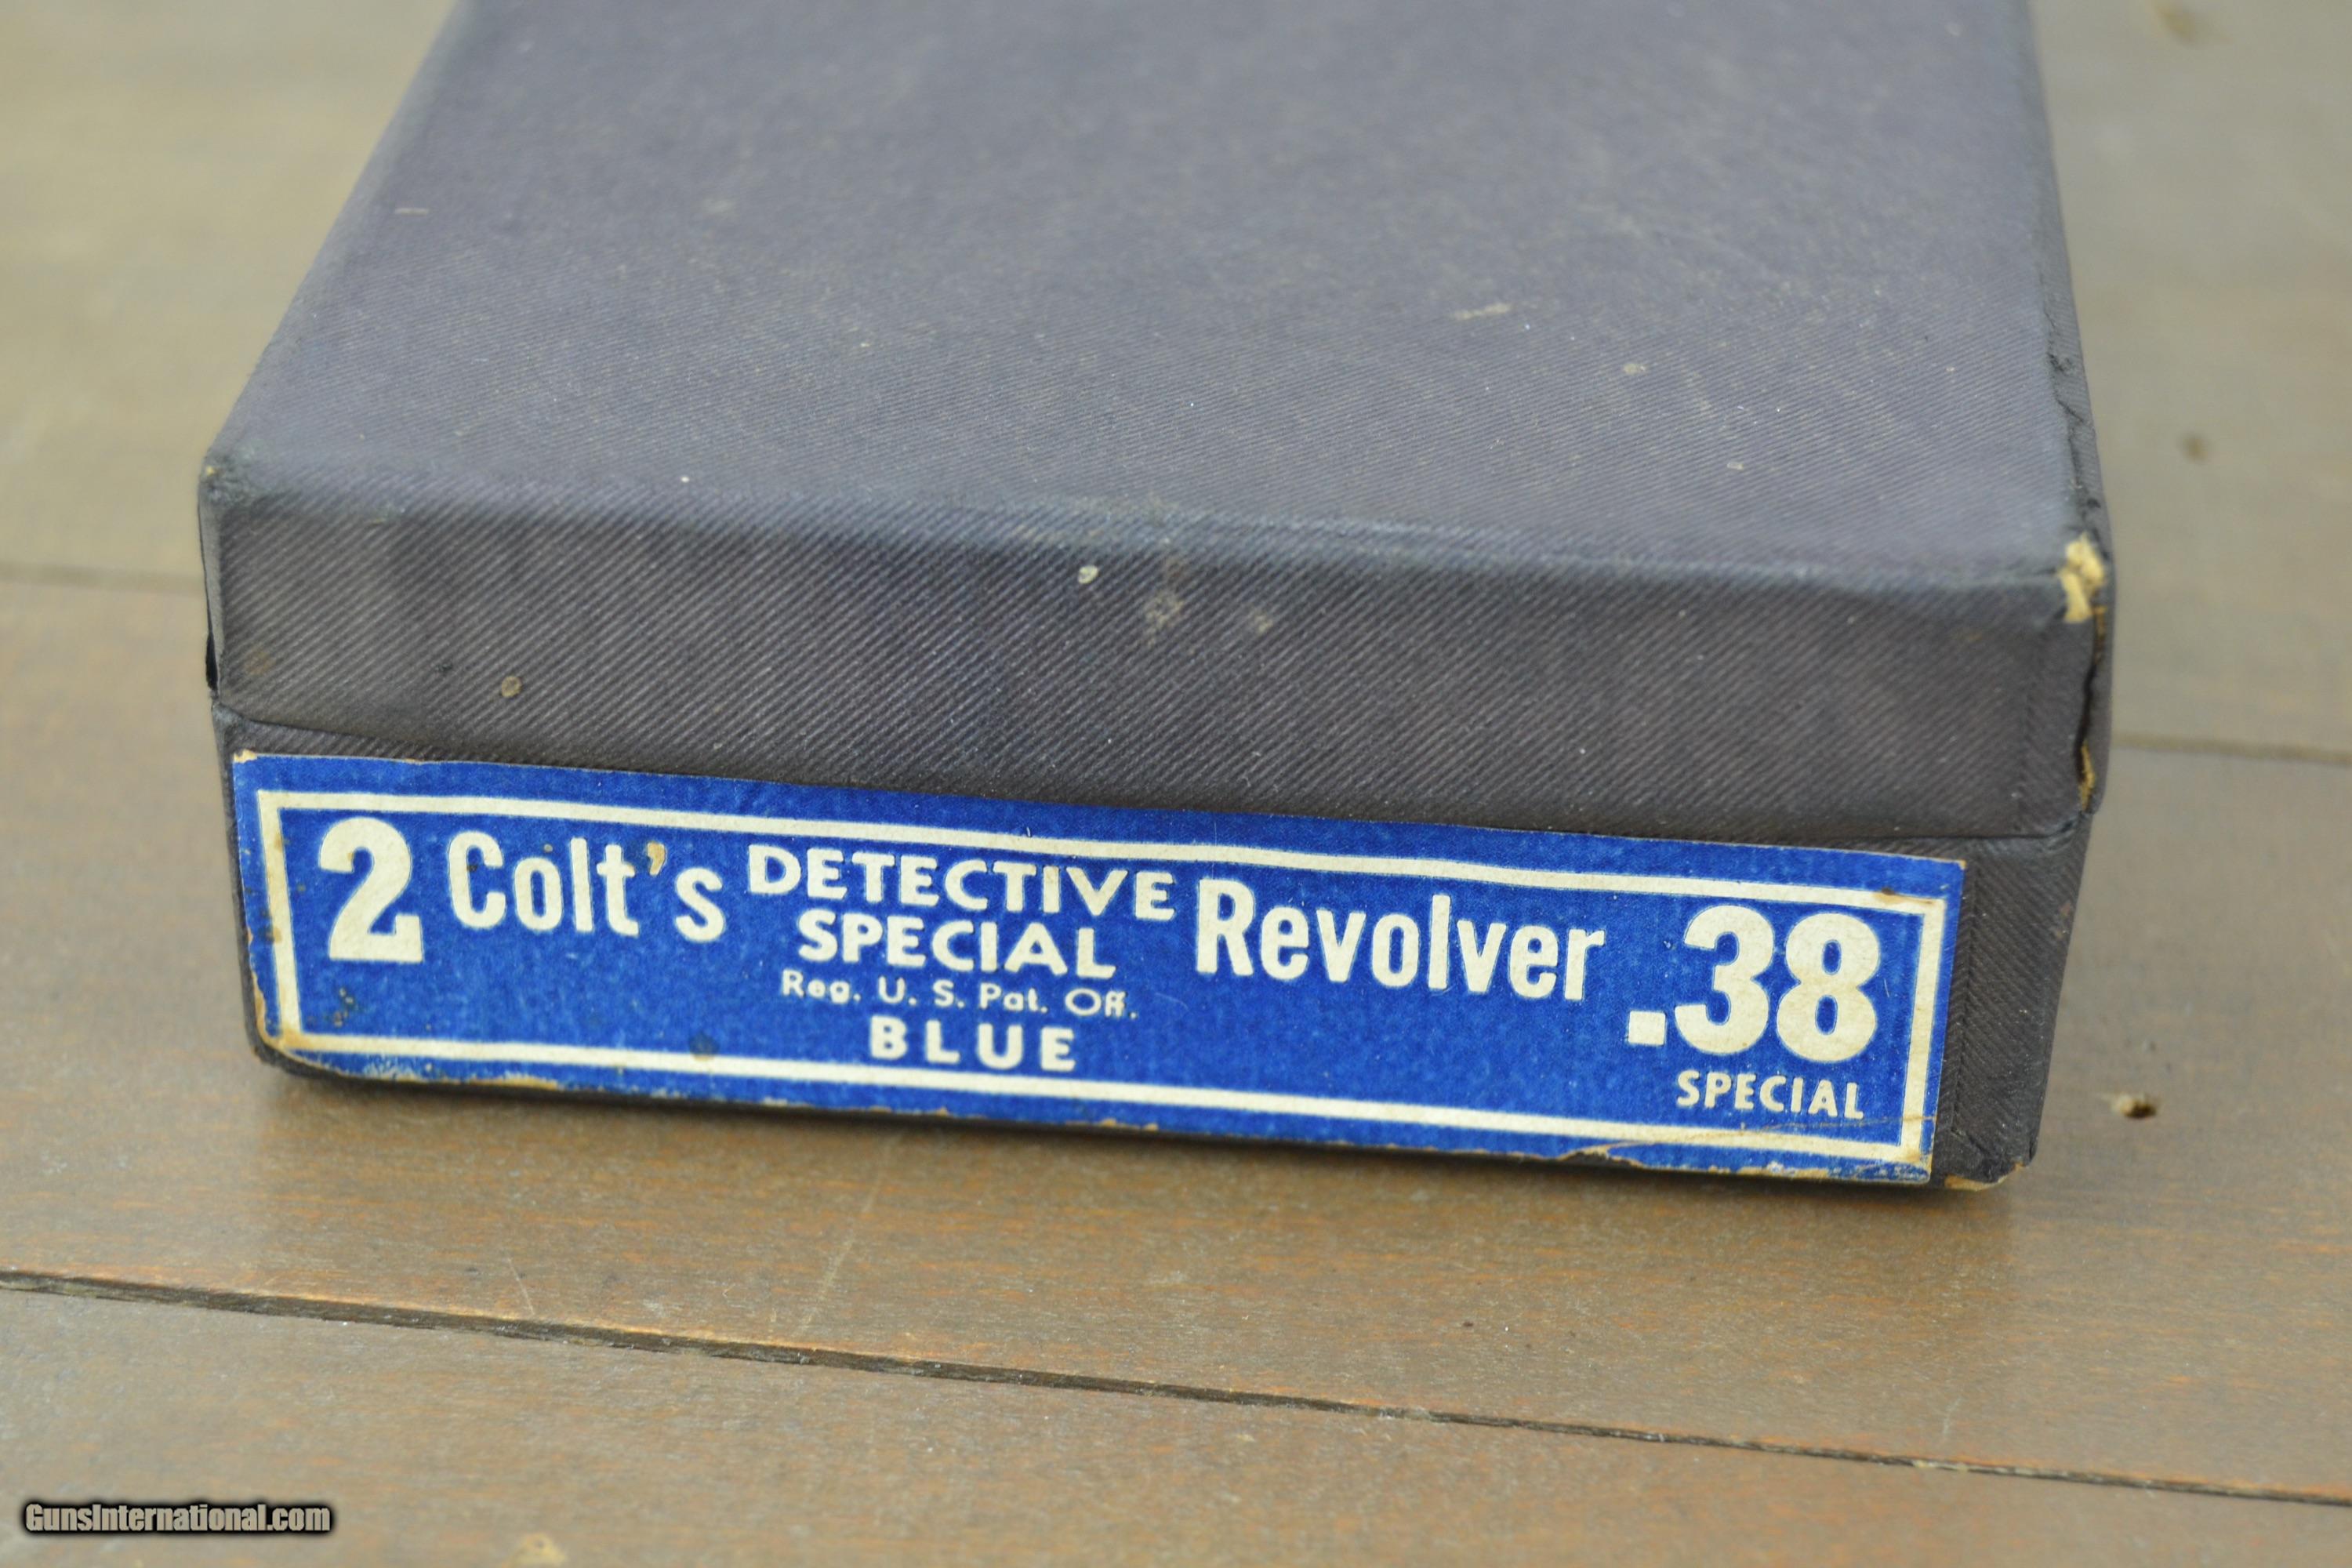 2 Colt's DETECTIVE SPECIAL Revolver .38
Reg. U. S. Pat. Off.
BLUE
SPECIAL
GunsInternational.com